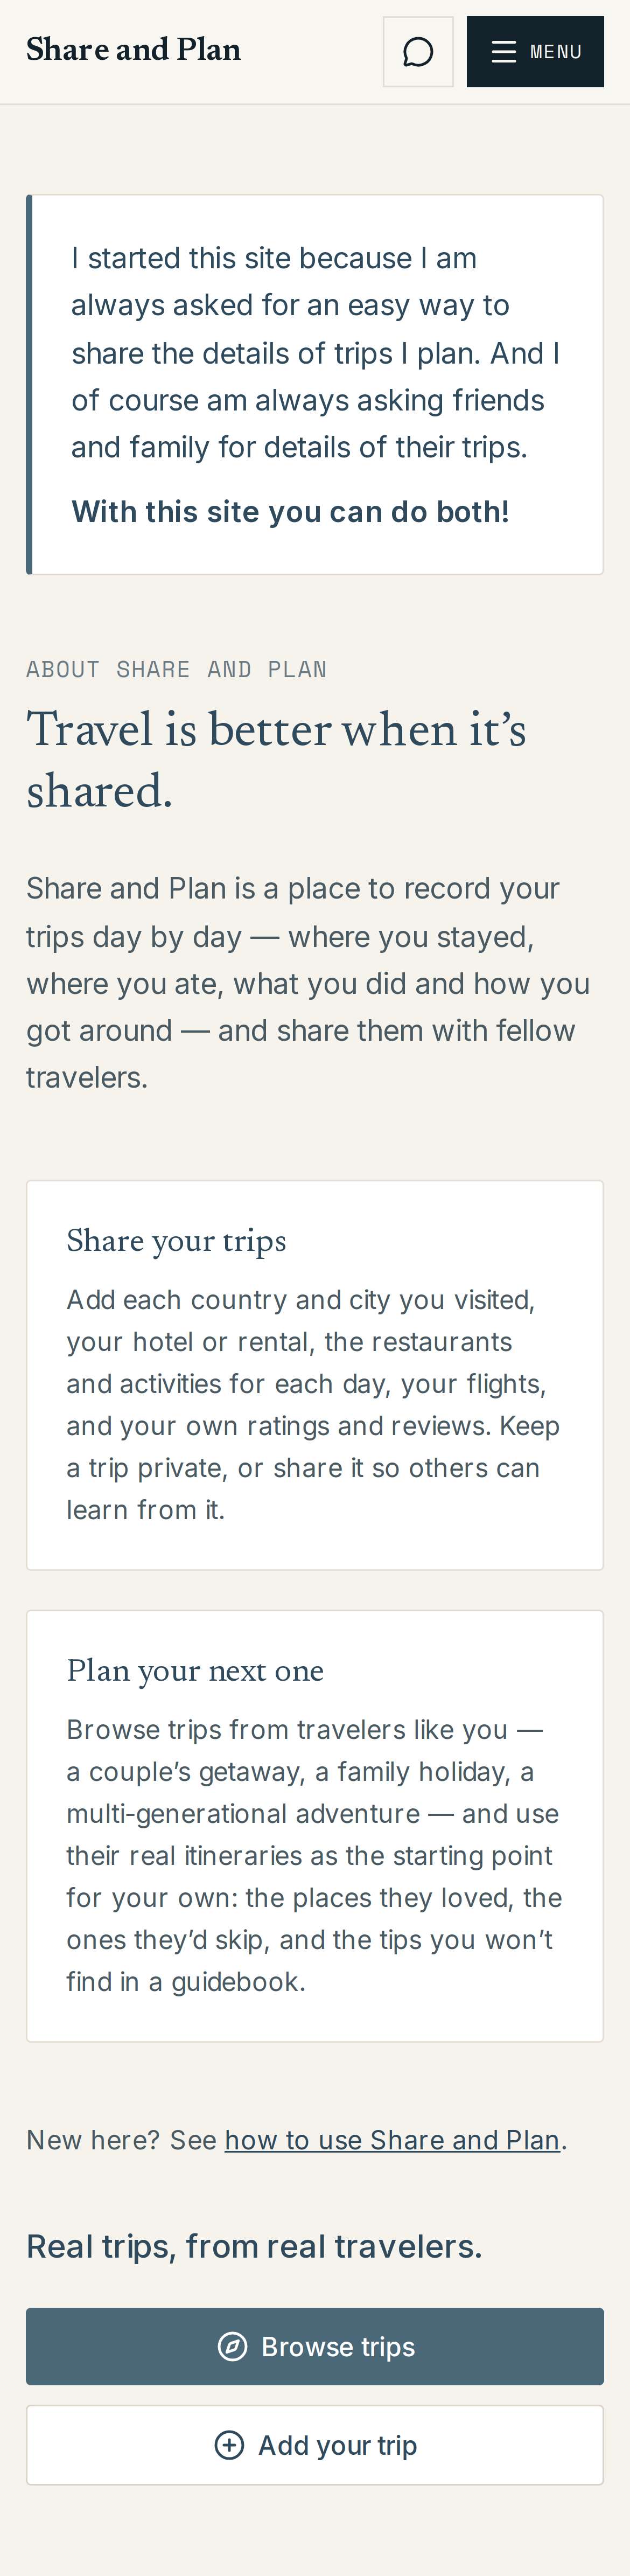 Share and Plan
MENU
I started this site because I am
always asked for an easy way to
share the details of trips I plan. And I
of course am always asking friends
and family for details of their trips.
With this site you can do both!
ABOUT SHARE AND PLAN
Travel is better when it’s
shared.
Share and Plan is a place to record your
trips day by day — where you stayed,
where you ate, what you did and how you
got around — and share them with fellow
travelers.
Share your trips
Add each country and city you visited,
your hotel or rental, the restaurants
and activities for each day, your flights,
and your own ratings and reviews. Keep
a trip private, or share it so others can
learn from it.
Plan your next one
Browse trips from travelers like you —
a couple’s getaway, a family holiday, a
multi-generational adventure — and use
their real itineraries as the starting point
for your own: the places they loved, the
ones they’d skip, and the tips you won’t
find in a guidebook.
New here? See how to use Share and Plan.
Real trips, from real travelers.
Browse trips
Add your trip